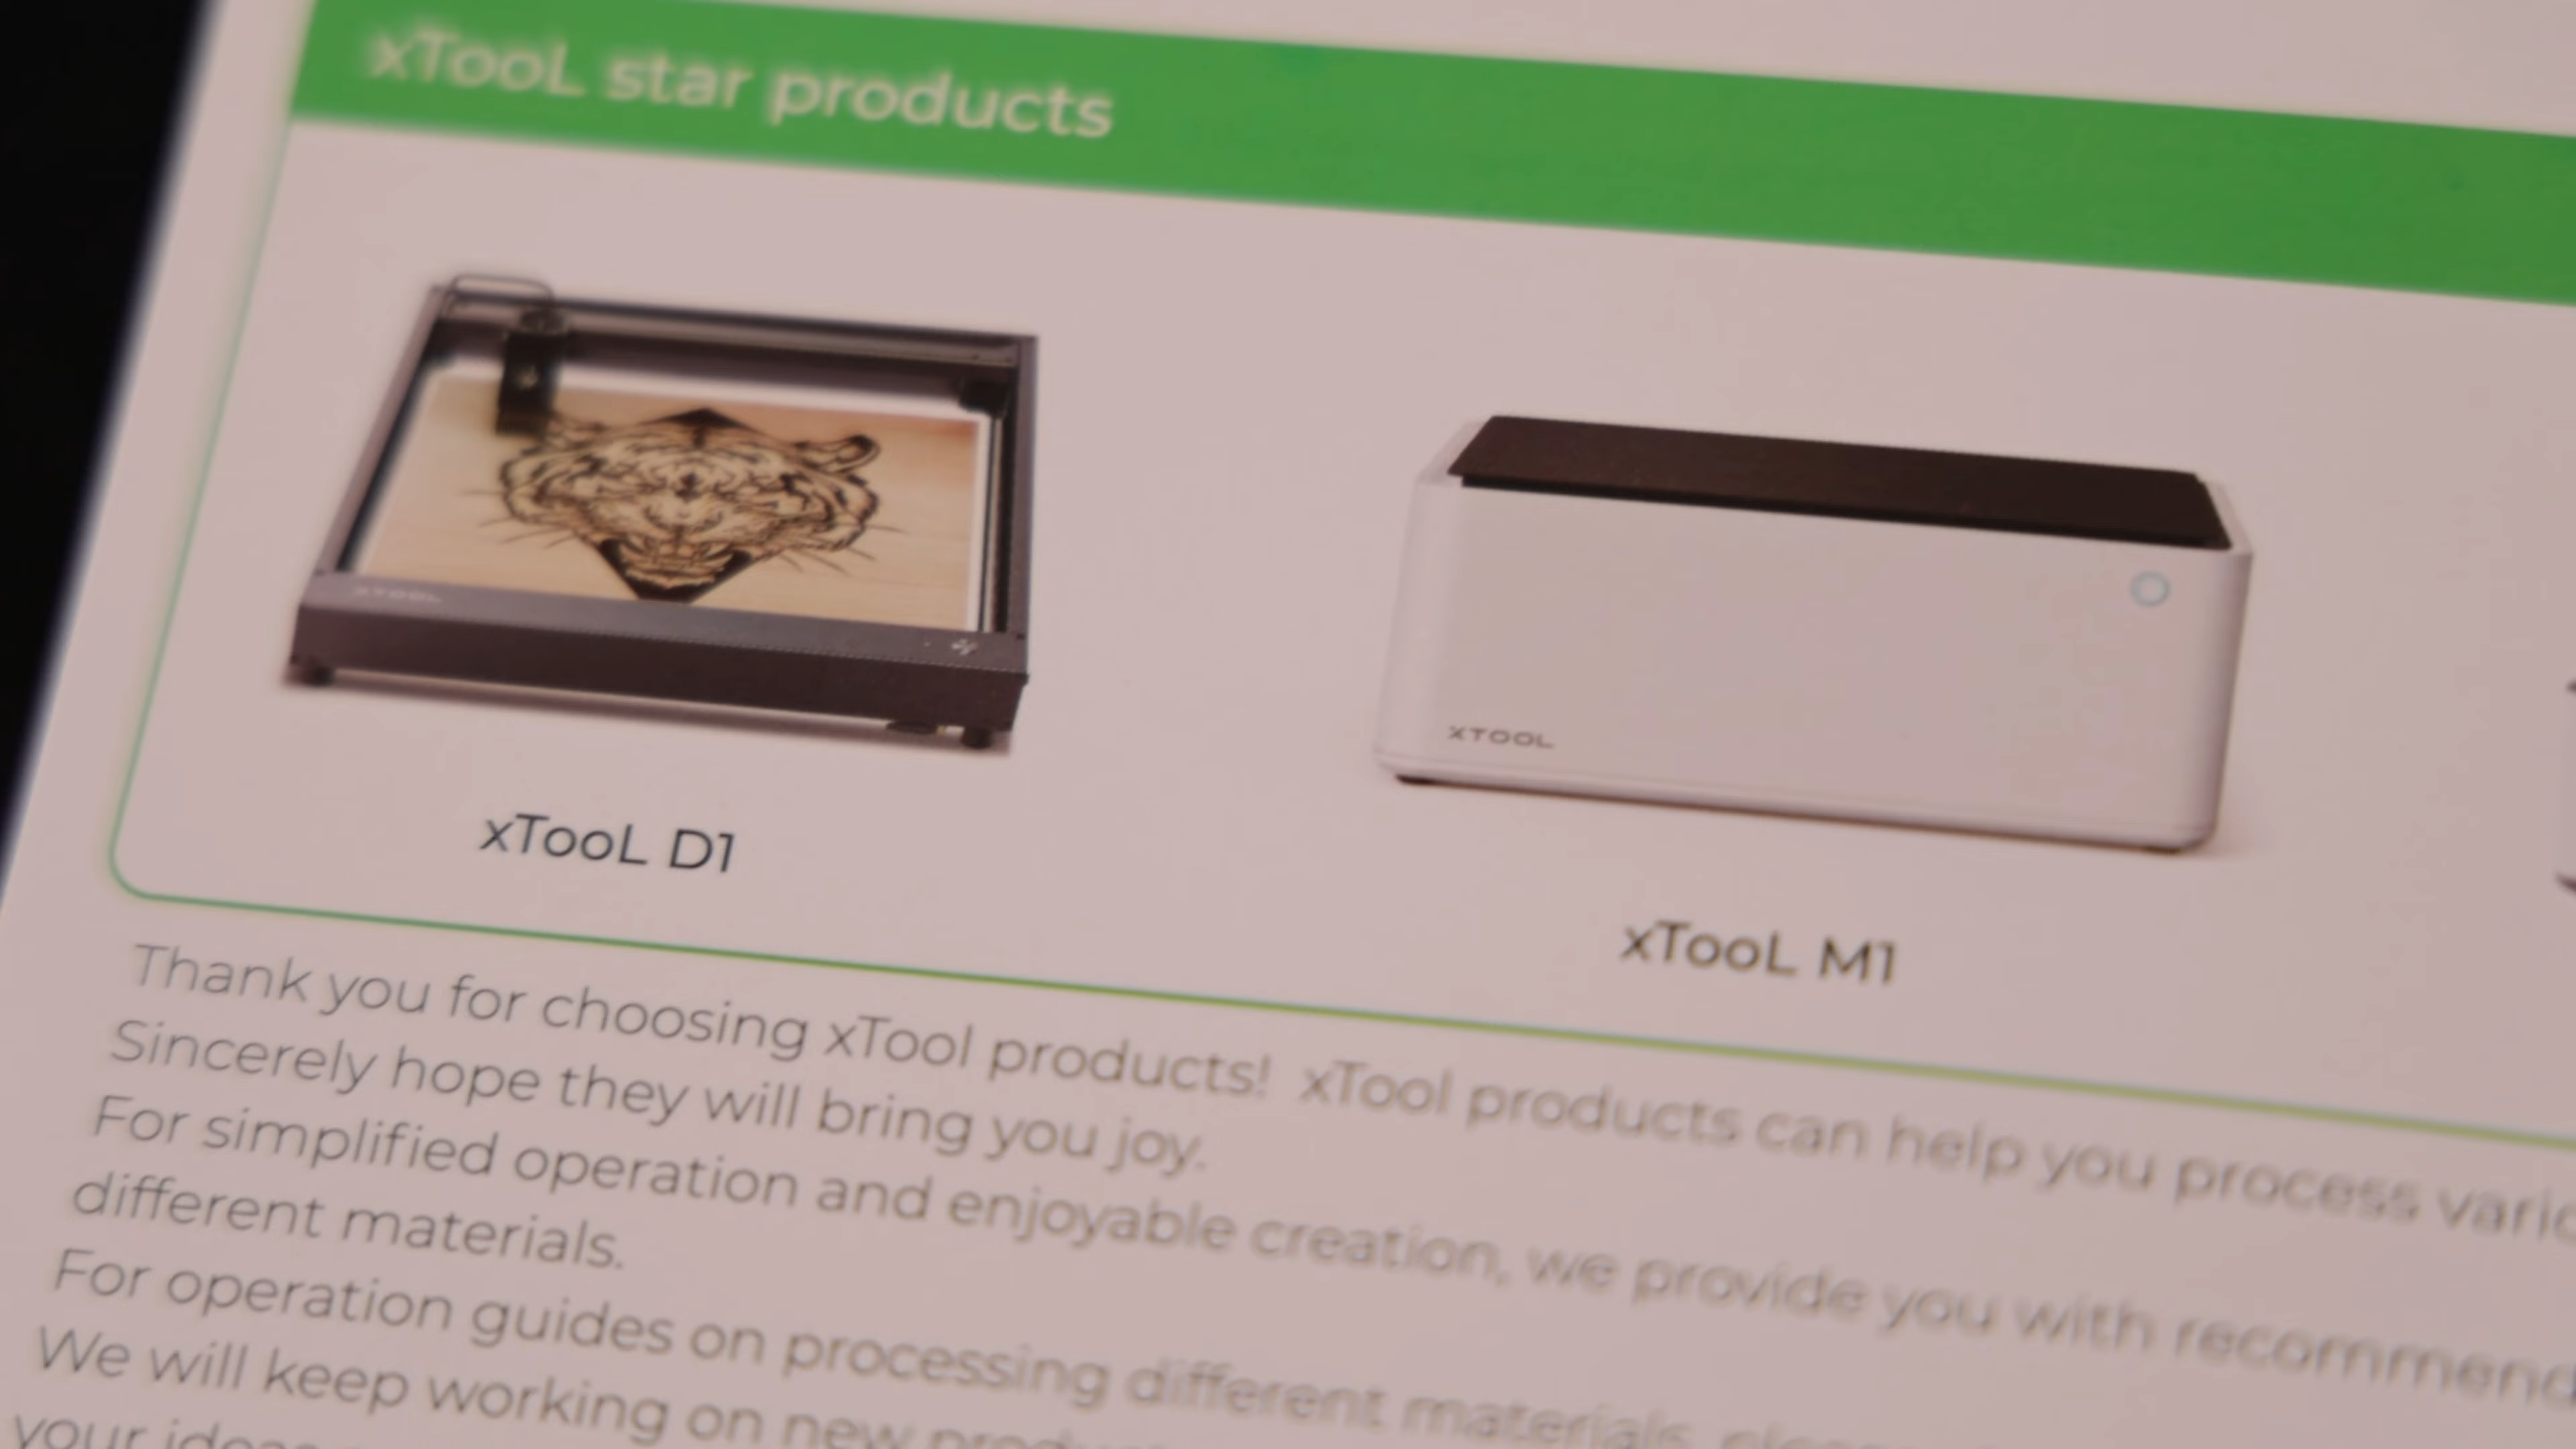 xTooL star products
xTOOL
XTOOL
xTooL D1
xTooL M1
Thank you for choosing xTool products! xTool products can help you process
Sincerely hope they will bring you joy.
For simplified operation and enjoyable creation, we provide you with
different materials.
For operation guides on processing different materials,
We will keep working on new
your